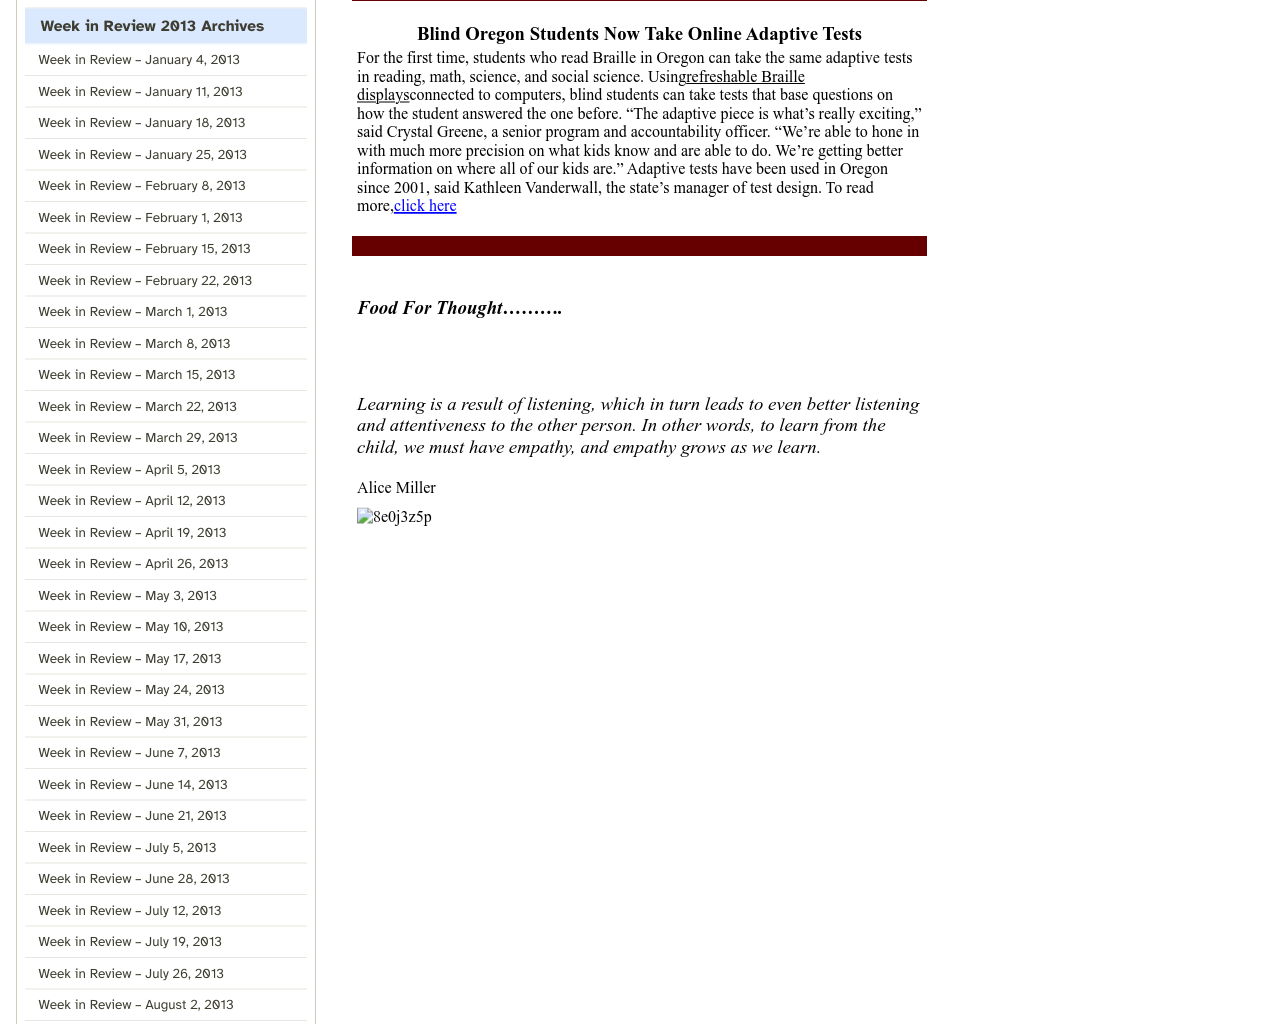 Week in Review 2013 Archives
Week in Review – January 4, 2013
Week in Review – January 11, 2013
Week in Review – January 18, 2013
Week in Review – January 25, 2013
Week in Review – February 8, 2013
Week in Review – February 1, 2013
Week in Review – February 15, 2013
Week in Review – February 22, 2013
Week in Review – March 1, 2013
Week in Review – March 8, 2013
Week in Review – March 15, 2013
Week in Review – March 22, 2013
Week in Review – March 29, 2013
Week in Review – April 5, 2013
Week in Review – April 12, 2013
Week in Review – April 19, 2013
Week in Review – April 26, 2013
Week in Review – May 3, 2013
Week in Review – May 10, 2013
Week in Review – May 17, 2013
Week in Review – May 24, 2013
Week in Review – May 31, 2013
Week in Review – June 7, 2013
Week in Review – June 14, 2013
Week in Review – June 21, 2013
Week in Review – July 5, 2013
Week in Review – June 28, 2013
Week in Review – July 12, 2013
Week in Review – July 19, 2013
Week in Review – July 26, 2013
Week in Review – August 2, 2013
Blind Oregon Students Now Take Online Adaptive Tests
For the first time, students who read Braille in Oregon can take the same adaptive tests
in reading, math, science, and social science. Usingrefreshable Braille
displaysconnected to computers, blind students can take tests that base questions on
how the student answered the one before. “The adaptive piece is what’s really exciting,”
said Crystal Greene, a senior program and accountability officer. “We’re able to hone in
with much more precision on what kids know and are able to do. We’re getting better
information on where all of our kids are.” Adaptive tests have been used in Oregon
since 2001, said Kathleen Vanderwall, the state’s manager of test design. To read
more,click here
Food For Thought……….
Learning is a result of listening, which in turn leads to even better listening
and attentiveness to the other person. In other words, to learn from the
child, we must have empathy, and empathy grows as we learn.
Alice Miller
8e0j3z5p